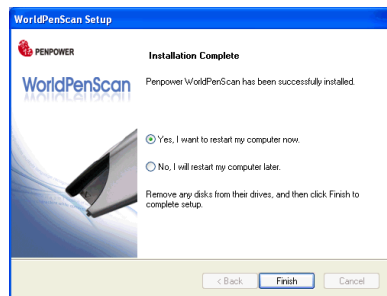 WorldPenScan Setup
PENPOWER
WorldPenScan
Installation Complete
Penpower WorldPenScan has been successfully installed.
Yes, I want to restart my computer now.
No, I will restart my computer later.
Remove any disks from their drives, and then click Finish to
complete setup.
< Back
Finish
Cancel